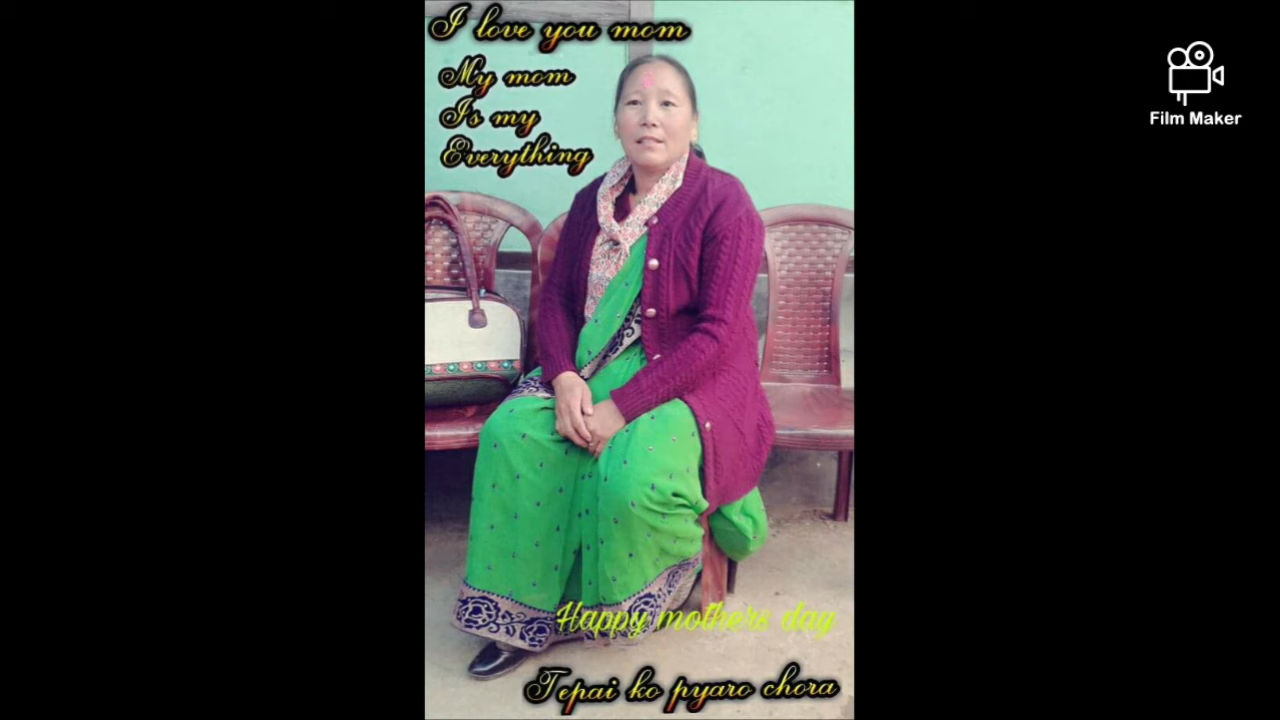 I love you mom
My mom
Is my
Everything
Film Maker
Happy mothers day
Tepai ko pyaro chora